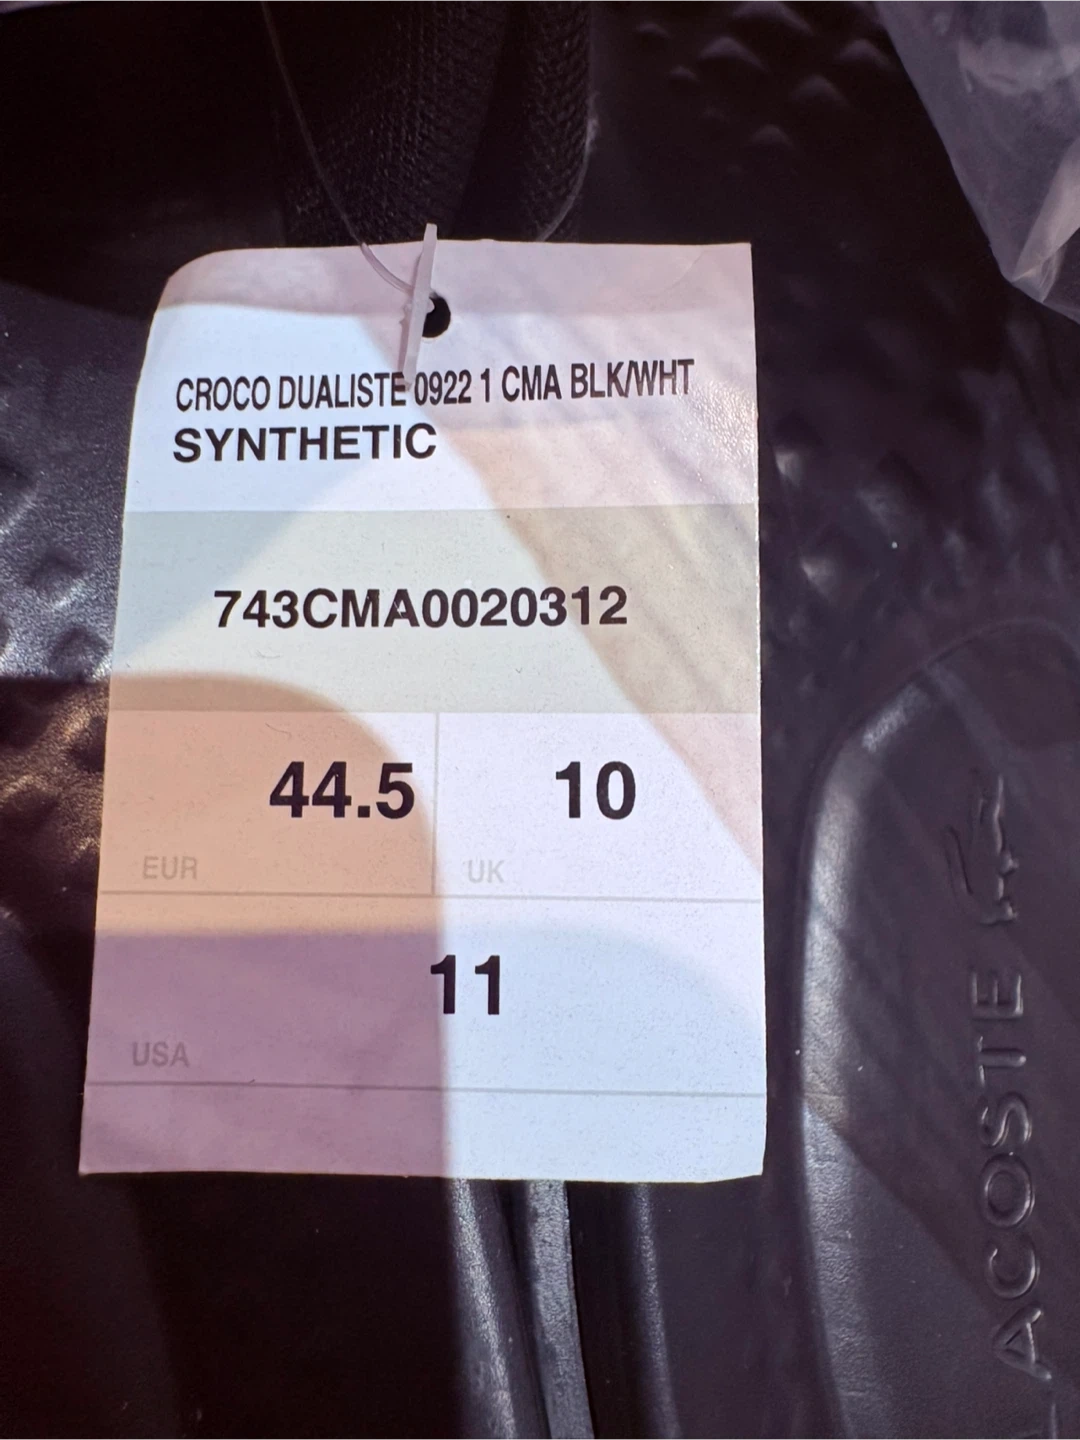 CROCO DUALISTE 0922 1 CMA BLK/WHT
SYNTHETIC
743CMA0020312
44.5
EUR
10
UK
11
USA
LACOSTE